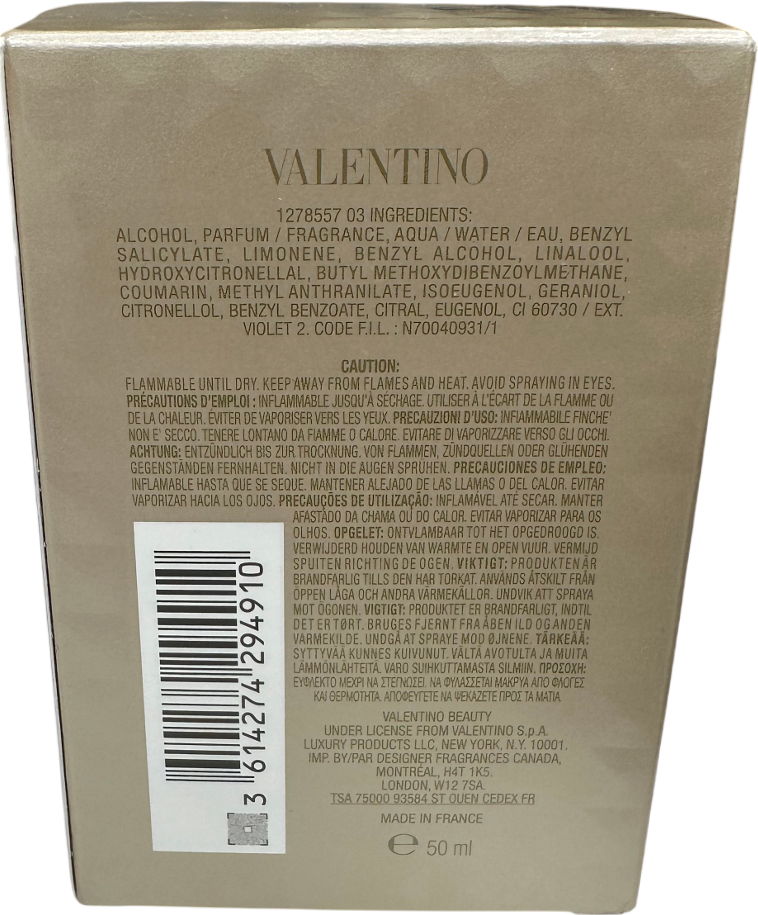 VALENTINO
1278557 03 INGREDIENTS:
ALCOHOL, PARFUM / FRAGRANCE, AQUA / WATER / EAU, BENZYL
SALICYLATE, LIMONENE, BENZYL ALCOHOL, LINALOOL,
HYDROXYCITRONELLAL, BUTYL METHOXYDIBENZOYLMETHANE,
COUMARIN, METHYL ANTHRANILATE, ISOEUGENOL, GERANIOL,
CITRONELLOL, BENZYL BENZOATE, CITRAL, EUGENOL, CI 60730 / EXT.
VIOLET 2. CODE F.I.L. : N70040931/1
CAUTION:
FLAMMABLE UNTIL DRY. KEEP AWAY FROM FLAMES AND HEAT. AVOID SPRAYING IN EYES.
PRÉCAUTIONS D'EMPLOI : INFLAMMABLE JUSQU'À SÉCHAGE. UTILISER À L'ÉCART DE LA FLAMME OU
DE LA CHALEUR. ÉVITER DE VAPORISER VERS LES YEUX. PRECAUZIONI D'USO: INFIAMMABILE FINCHE'
NON E' SECCO. TENERE LONTANO DA FIAMME O CALORE. EVITARE DI VAPORIZZARE VERSO GLI OCCHI.
ACHTUNG: ENTZÜNDLICH BIS ZUR TROCKNUNG. VON FLAMMEN, ZÜNDQUELLEN ODER GLÜHENDEN
GEGENSTÄNDEN FERNHALTEN. NICHT IN DIE AUGEN SPRÜHEN. PRECAUCIONES DE EMPLEO:
INFLAMABLE HASTA QUE SE SEQUE. MANTENER ALEJADO DE LAS LLAMAS O DEL CALOR. EVITAR
VAPORIZAR HACIA LOS OJOS. PRECAUÇÕES DE UTILIZAÇÃO: INFLAMÁVEL ATÉ SECAR. MANTER
AFASTADO DA CHAMA OU DO CALOR. EVITAR VAPORIZAR PARA OS
OLHOS. OPGELET: ONTVLAMBAAR TOT HET OPGEDROOGD IS.
VERWIJDERD HOUDEN VAN WARMTE EN OPEN VUUR. VERMIJD
SPUITEN RICHTING DE OGEN. VIKTIGT: PRODUKTEN ÄR
BRANDFARLIG TILLS DEN HAR TORKAT. ANVÄNDS ÅTSKILT FRÅN
ÖPPEN LÅGA OCH ANDRA VÄRMEKÄLLOR. UNDVIK ATT SPRAYA
MOT ÖGONEN. VIGTIGT: PRODUKTET ER BRANDFARLIGT, INDTIL
DET ER TØRT. BRUGES FJERNT FRA ÅBEN ILD OG ANDEN
VARMEKILDE. UNDGÅ AT SPRAYE MOD ØJNENE. TÄRKEÄÄ:
SYTTYVÄÄ KUNNES KUIVUNUT. VÄLTÄ AVOTULTA JA MUITA
LÄMMÖNLÄHTEITÄ. VARO SUIHKUTTAMASTA SILMIIN. ΠΡΟΣΟΧΗ:
ΕΥΦΛΕΚΤΟ ΜΕΧΡΙ ΝΑ ΣΤΕΓΝΩΣΕΙ. ΝΑ ΦΥΛΑΣΣΕΤΑΙ ΜΑΚΡΥΑ ΑΠΟ ΦΛΟΓΕΣ
ΚΑΙ ΘΕΡΜΟΤΗΤΑ. ΑΠΟΦΕΥΓΕΤΕ ΝΑ ΨΕΚΑΖΕΤΕ ΠΡΟΣ ΤΑ ΜΑΤΙΑ.
3 614274 294910
VALENTINO BEAUTY
UNDER LICENSE FROM VALENTINO S.p.A.
LUXURY PRODUCTS LLC, NEW YORK, N.Y. 10001.
IMP. BY/PAR DESIGNER FRAGRANCES CANADA,
MONTRÉAL, H4T 1K5.
LONDON, W12 7SA.
TSA 75000 93584 ST OUEN CEDEX FR
MADE IN FRANCE
℮ 50 ml